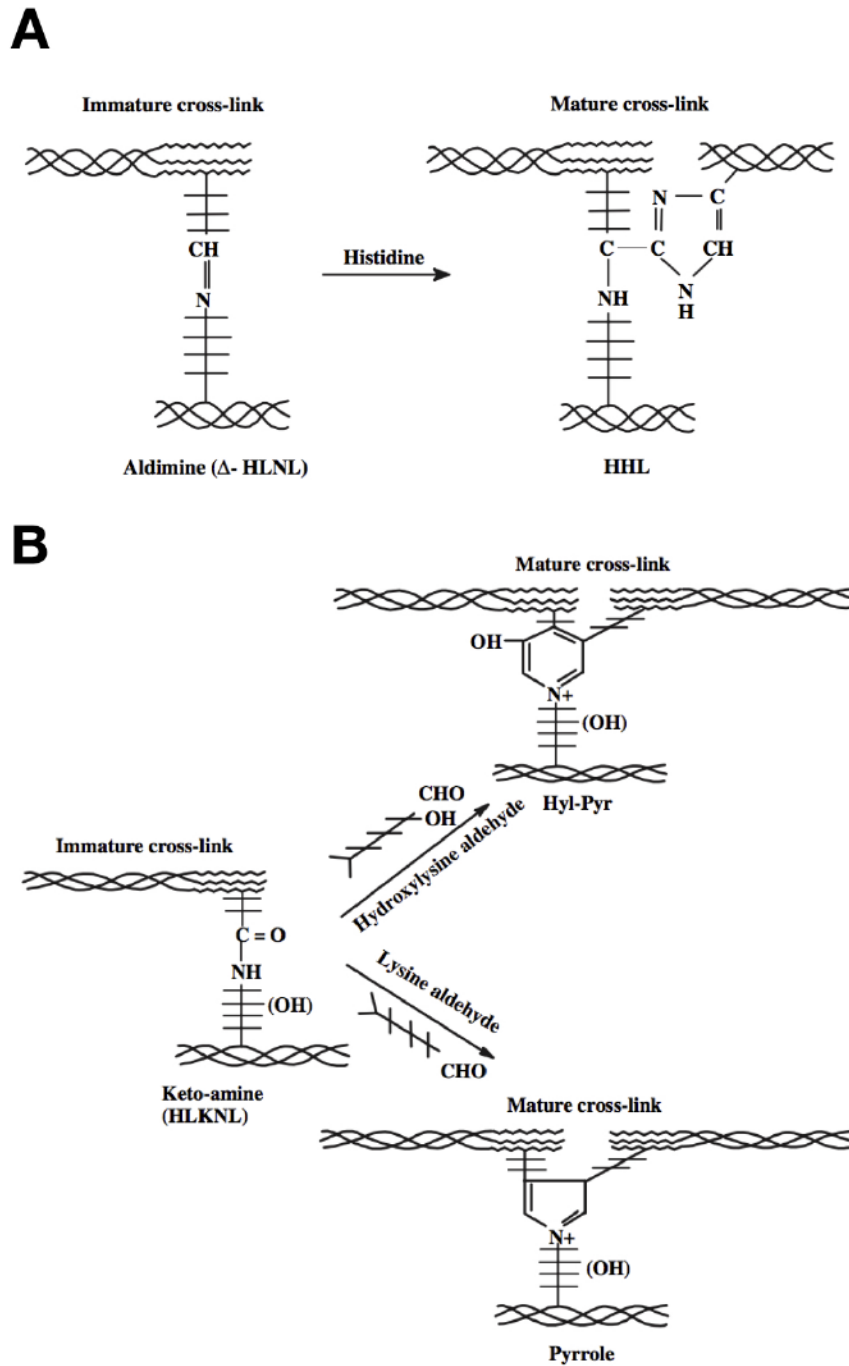 A
Immature cross-link
Mature cross-link
CH
N
Histidine
N
C
C
C
CH
NH
N
H
Aldimine (Δ- HLNL)
HHL
B
Mature cross-link
OH
N+
(OH)
Hyl-Pyr
CHO
OH
Hydroxylysine aldehyde
Immature cross-link
C = O
NH
(OH)
Keto-amine
(HLKNL)
Lysine aldehyde
CHO
Mature cross-link
N+
(OH)
Pyrrole